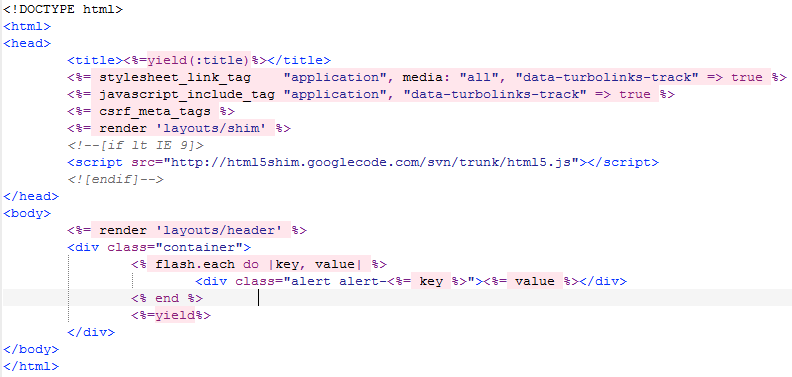 <!DOCTYPE html>
<html>
<head>
<title><%=yield(:title)%></title>
<%= stylesheet_link_tag    "application", media: "all", "data-turbolinks-track" => true %>
<%= javascript_include_tag "application", "data-turbolinks-track" => true %>
<%= csrf_meta_tags %>
<%= render 'layouts/shim' %>
<!--[if lt IE 9]>
<script src="http://html5shim.googlecode.com/svn/trunk/html5.js"></script>
<![endif]-->
</head>
<body>
<%= render 'layouts/header' %>
<div class="container">
<% flash.each do |key, value| %>
<div class="alert alert-<%= key %>"><%= value %></div>
<% end %>
<%=yield%>
</div>
</body>
</html>